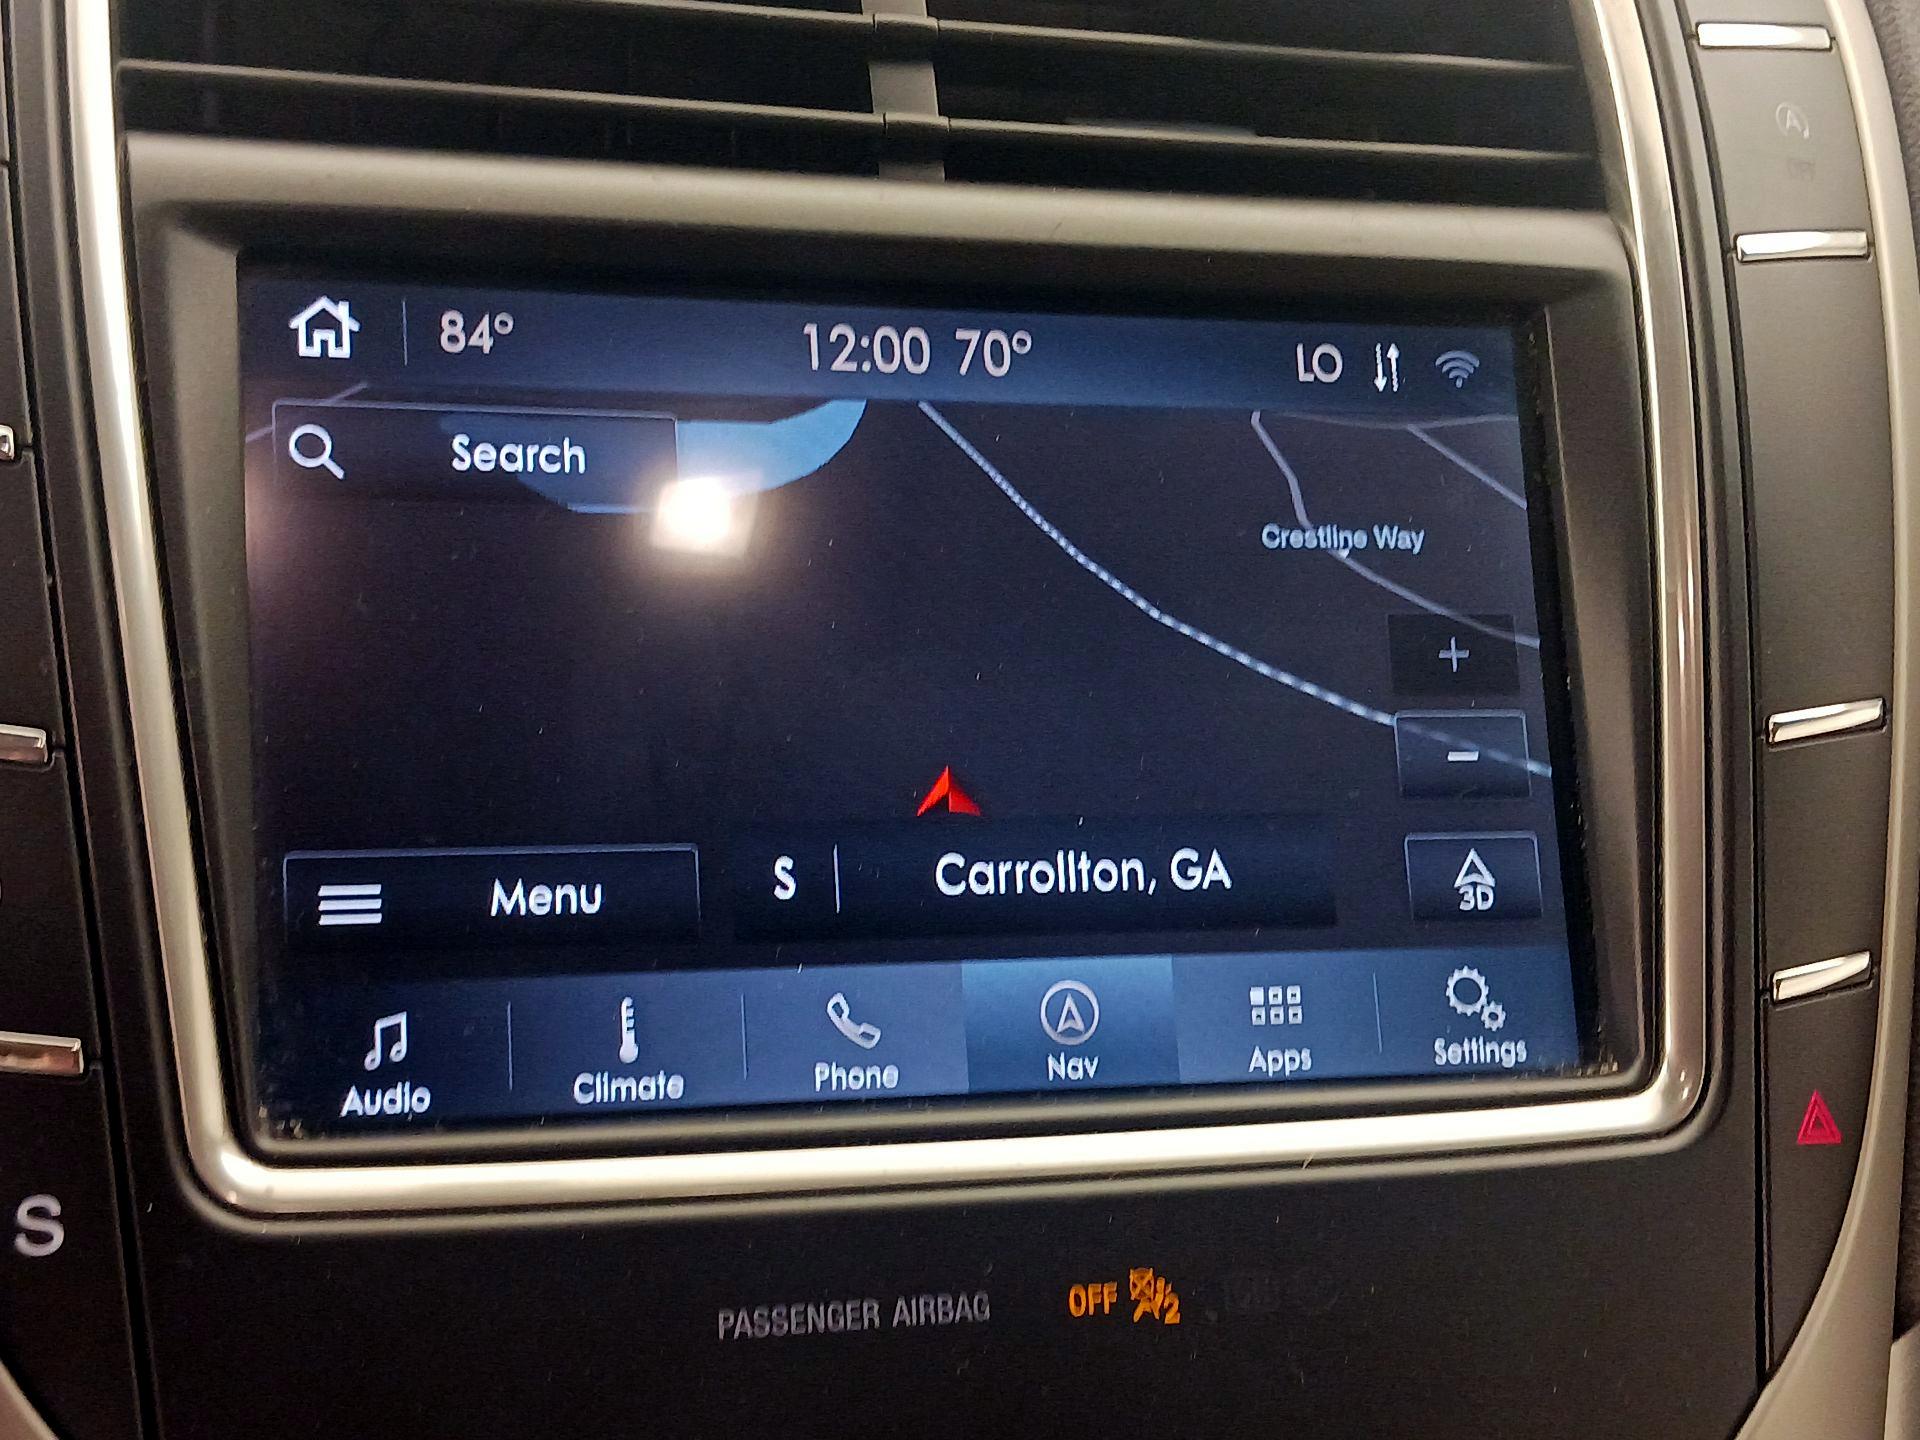 84° 12:00 70° LO
Search
Crestline Way
+
-
Menu S Carrollton, GA 3D
Audio Climate Phone Nav Apps Settings
S
PASSENGER AIRBAG OFF